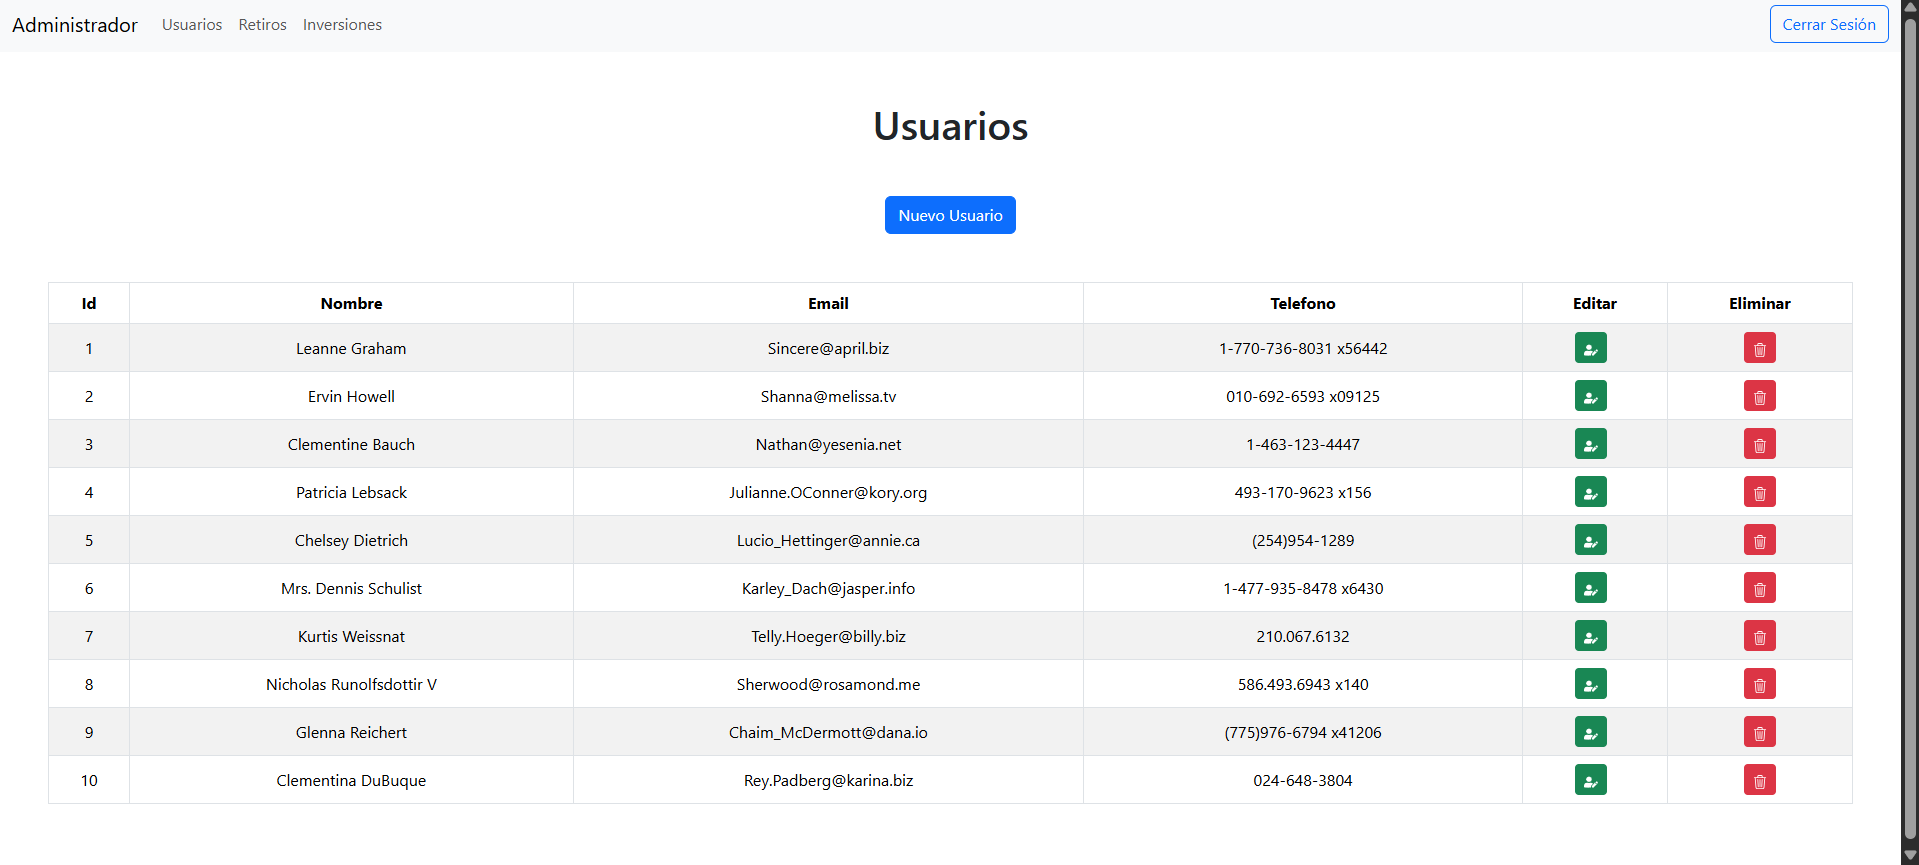 Administrador Usuarios Retiros Inversiones Cerrar Sesión
Usuarios
Nuevo Usuario
Id Nombre Email Telefono Editar Eliminar
1 Leanne Graham Sincere@april.biz 1-770-736-8031 x56442
2 Ervin Howell Shanna@melissa.tv 010-692-6593 x09125
3 Clementine Bauch Nathan@yesenia.net 1-463-123-4447
4 Patricia Lebsack Julianne.OConner@kory.org 493-170-9623 x156
5 Chelsey Dietrich Lucio_Hettinger@annie.ca (254)954-1289
6 Mrs. Dennis Schulist Karley_Dach@jasper.info 1-477-935-8478 x6430
7 Kurtis Weissnat Telly.Hoeger@billy.biz 210.067.6132
8 Nicholas Runolfsdottir V Sherwood@rosamond.me 586.493.6943 x140
9 Glenna Reichert Chaim_McDermott@dana.io (775)976-6794 x41206
10 Clementina DuBuque Rey.Padberg@karina.biz 024-648-3804